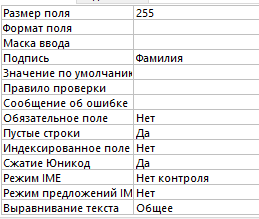 Размер поля 255
Формат поля
Маска ввода
Подпись Фамилия
Значение по умолчани
Правило проверки
Сообщение об ошибке
Обязательное поле Нет
Пустые строки Да
Индексированное поле Нет
Сжатие Юникод Да
Режим IME Нет контроля
Режим предложений IM Нет
Выравнивание текста Общее